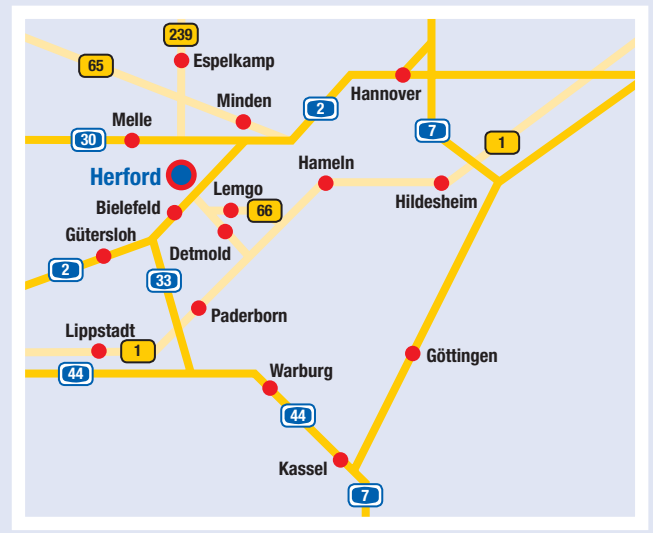 239
Espelkamp
65
Minden
2
Hannover
Melle
30
7
1
Herford
Hameln
Lemgo
66
Hildesheim
Bielefeld
Gütersloh
Detmold
2
33
Paderborn
Lippstadt
1
44
Göttingen
Warburg
44
Kassel
7